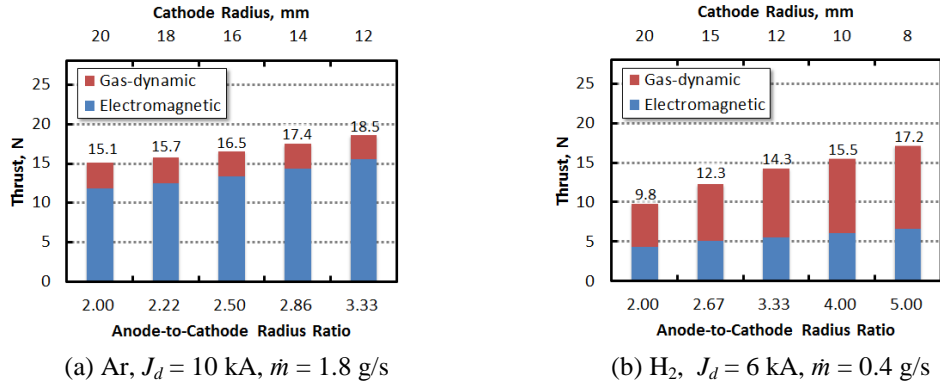 Cathode Radius, mm
20 18 16 14 12
Thrust, N
25
20
15
10
5
0
Gas-dynamic
Electromagnetic
15.1 15.7 16.5 17.4 18.5
2.00 2.22 2.50 2.86 3.33
Anode-to-Cathode Radius Ratio
(a) Ar, J_d = 10 kA, ṁ = 1.8 g/s
Cathode Radius, mm
20 15 12 10 8
Thrust, N
25
20
15
10
5
0
Gas-dynamic
Electromagnetic
9.8 12.3 14.3 15.5 17.2
2.00 2.67 3.33 4.00 5.00
Anode-to-Cathode Radius Ratio
(b) H₂, J_d = 6 kA, ṁ = 0.4 g/s